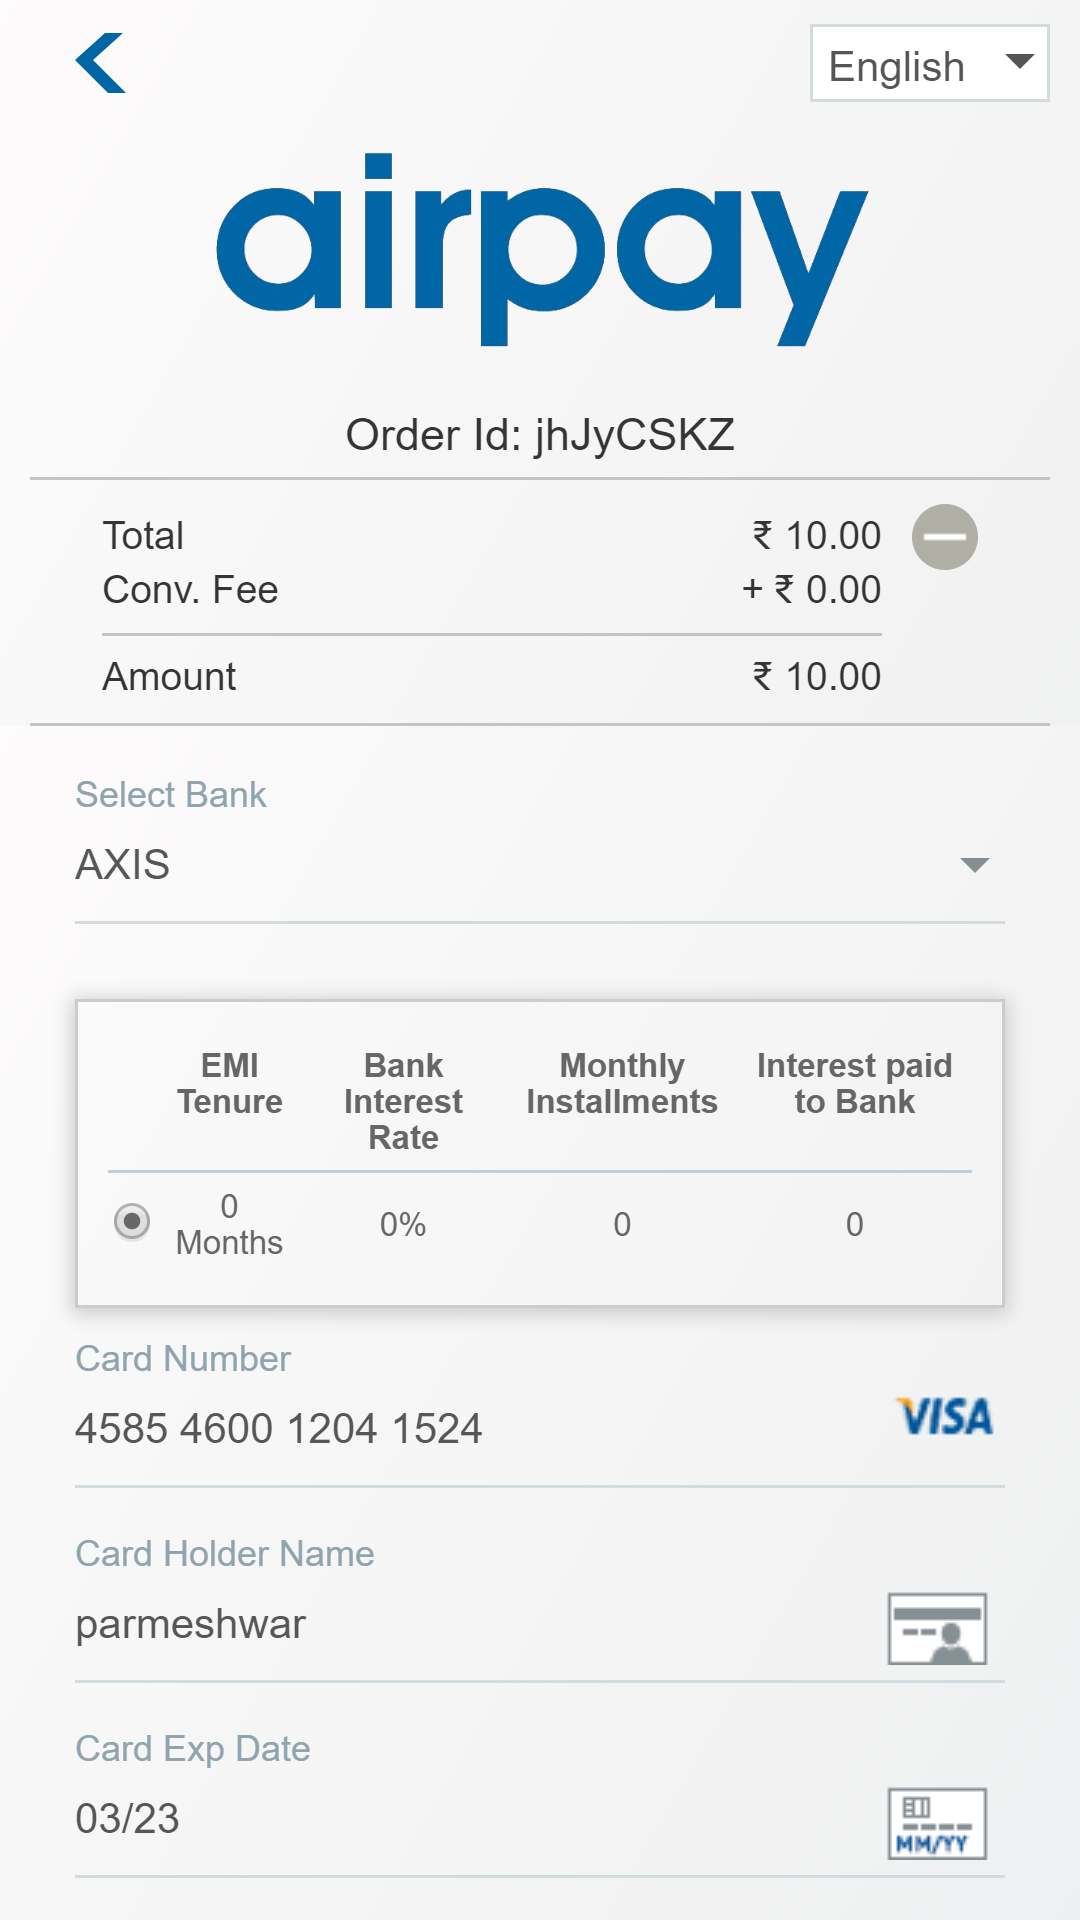 English
airpay
Order Id: jhJyCSKZ
Total ₹ 10.00
Conv. Fee + ₹ 0.00
Amount ₹ 10.00
Select Bank
AXIS
EMI Tenure Bank Interest Rate Monthly Installments Interest paid to Bank
0 Months 0% 0 0
Card Number
4585 4600 1204 1524 VISA
Card Holder Name
parmeshwar
Card Exp Date
03/23
MM/YY